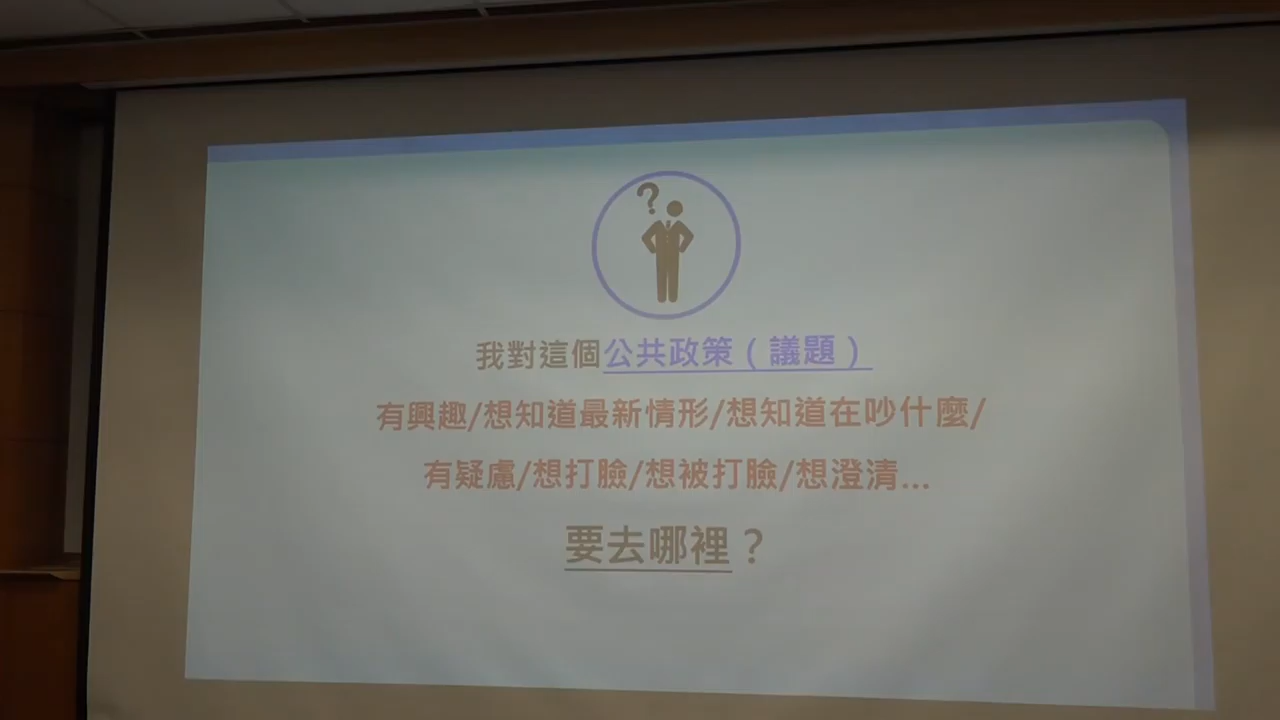 ?
我對這個公共政策（議題）
有興趣/想知道最新情形/想知道在吵什麼/
有疑慮/想打臉/想被打臉/想澄清...
要去哪裡？